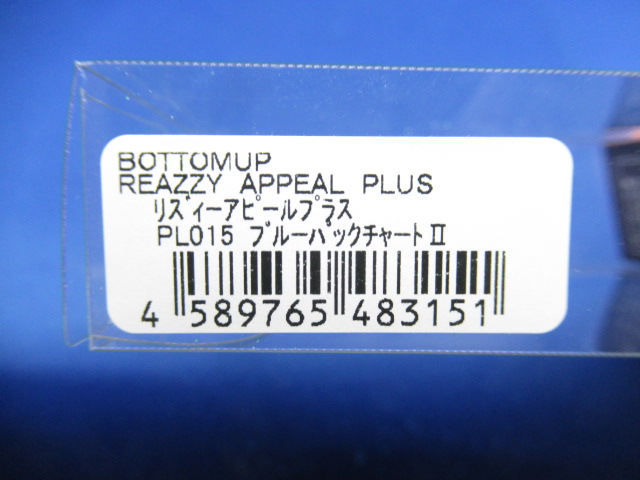 BOTTOMUP
REAZZY APPEAL PLUS
ﾘｽﾞｨｰｱﾋﾟｰﾙﾌﾟﾗｽ
PL015 ﾌﾞﾙｰﾊﾞｯｸﾁｬｰﾄⅡ
4 589765 483151